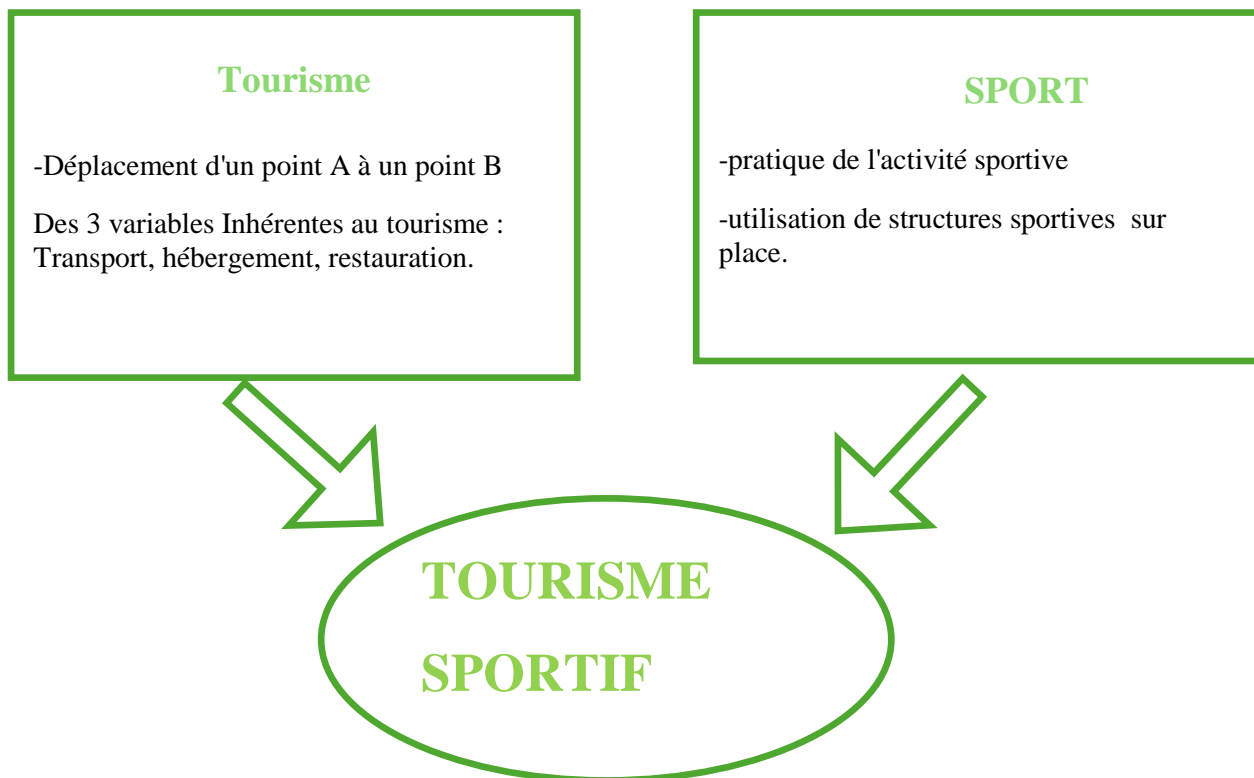 Tourisme
-Déplacement d'un point A à un point B
Des 3 variables Inhérentes au tourisme :
Transport, hébergement, restauration.
SPORT
-pratique de l'activité sportive
-utilisation de structures sportives  sur
place.
TOURISME
SPORTIF